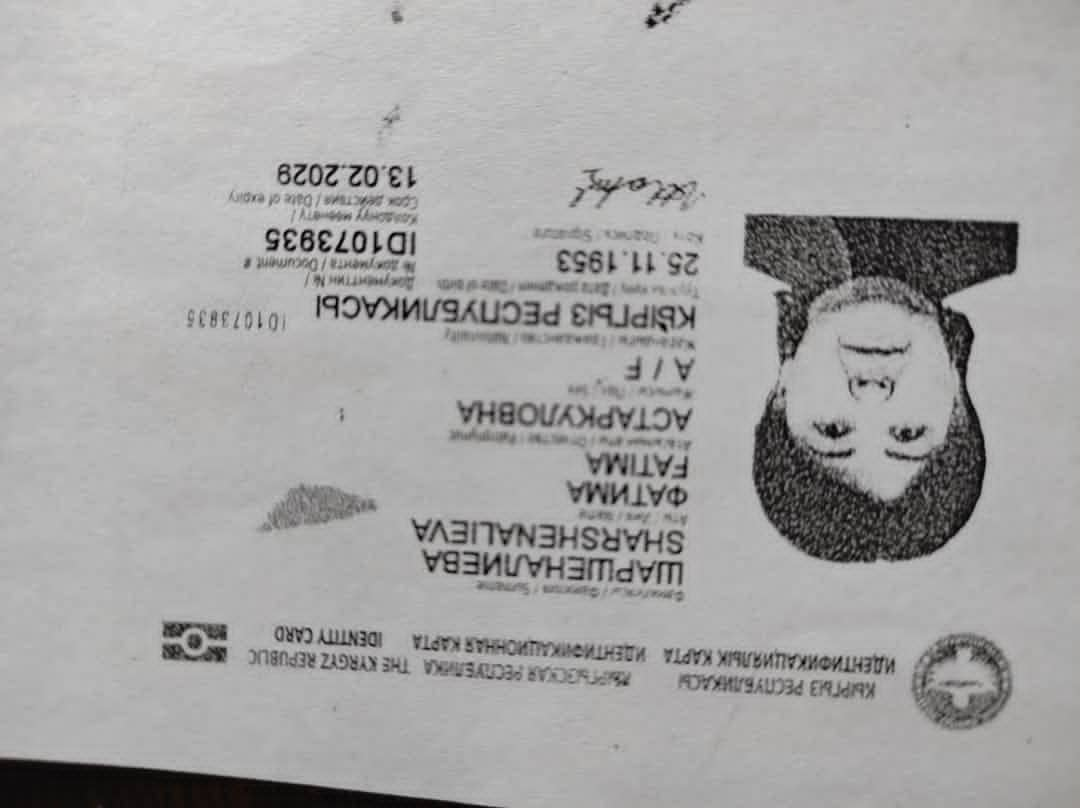 КЫРГЫЗ РЕСПУБЛИКАСЫ КЫРГЫЗСКАЯ РЕСПУБЛИКА THE KYRGYZ REPUBLIC
ИДЕНТИФИКАЦИЯЛЫК КАРТА ИДЕНТИФИКАЦИОННАЯ КАРТА IDENTITY CARD
Фамилиясы / Фамилия / Surname
ШАРШЕНАЛИЕВА
SHARSHENALIEVA
Аты / Имя / Name
ФАТИМА
FATIMA
Атасынын аты / Отчество / Patronymic
АСТАРКУЛОВНА
Жынысы / Пол / Sex
A / F
Жарандыгы / Гражданство / Nationality
КЫРГЫЗ РЕСПУБЛИКАСЫ
ID1073935
Туулган күнү / Дата рождения / Date of birth
25.11.1953
Документтин № /
№ документа / Document #
ID1073935
Колу / Подпись / Signature
Колдонуу мөөнөтү /
Срок действия / Date of expiry
13.02.2029